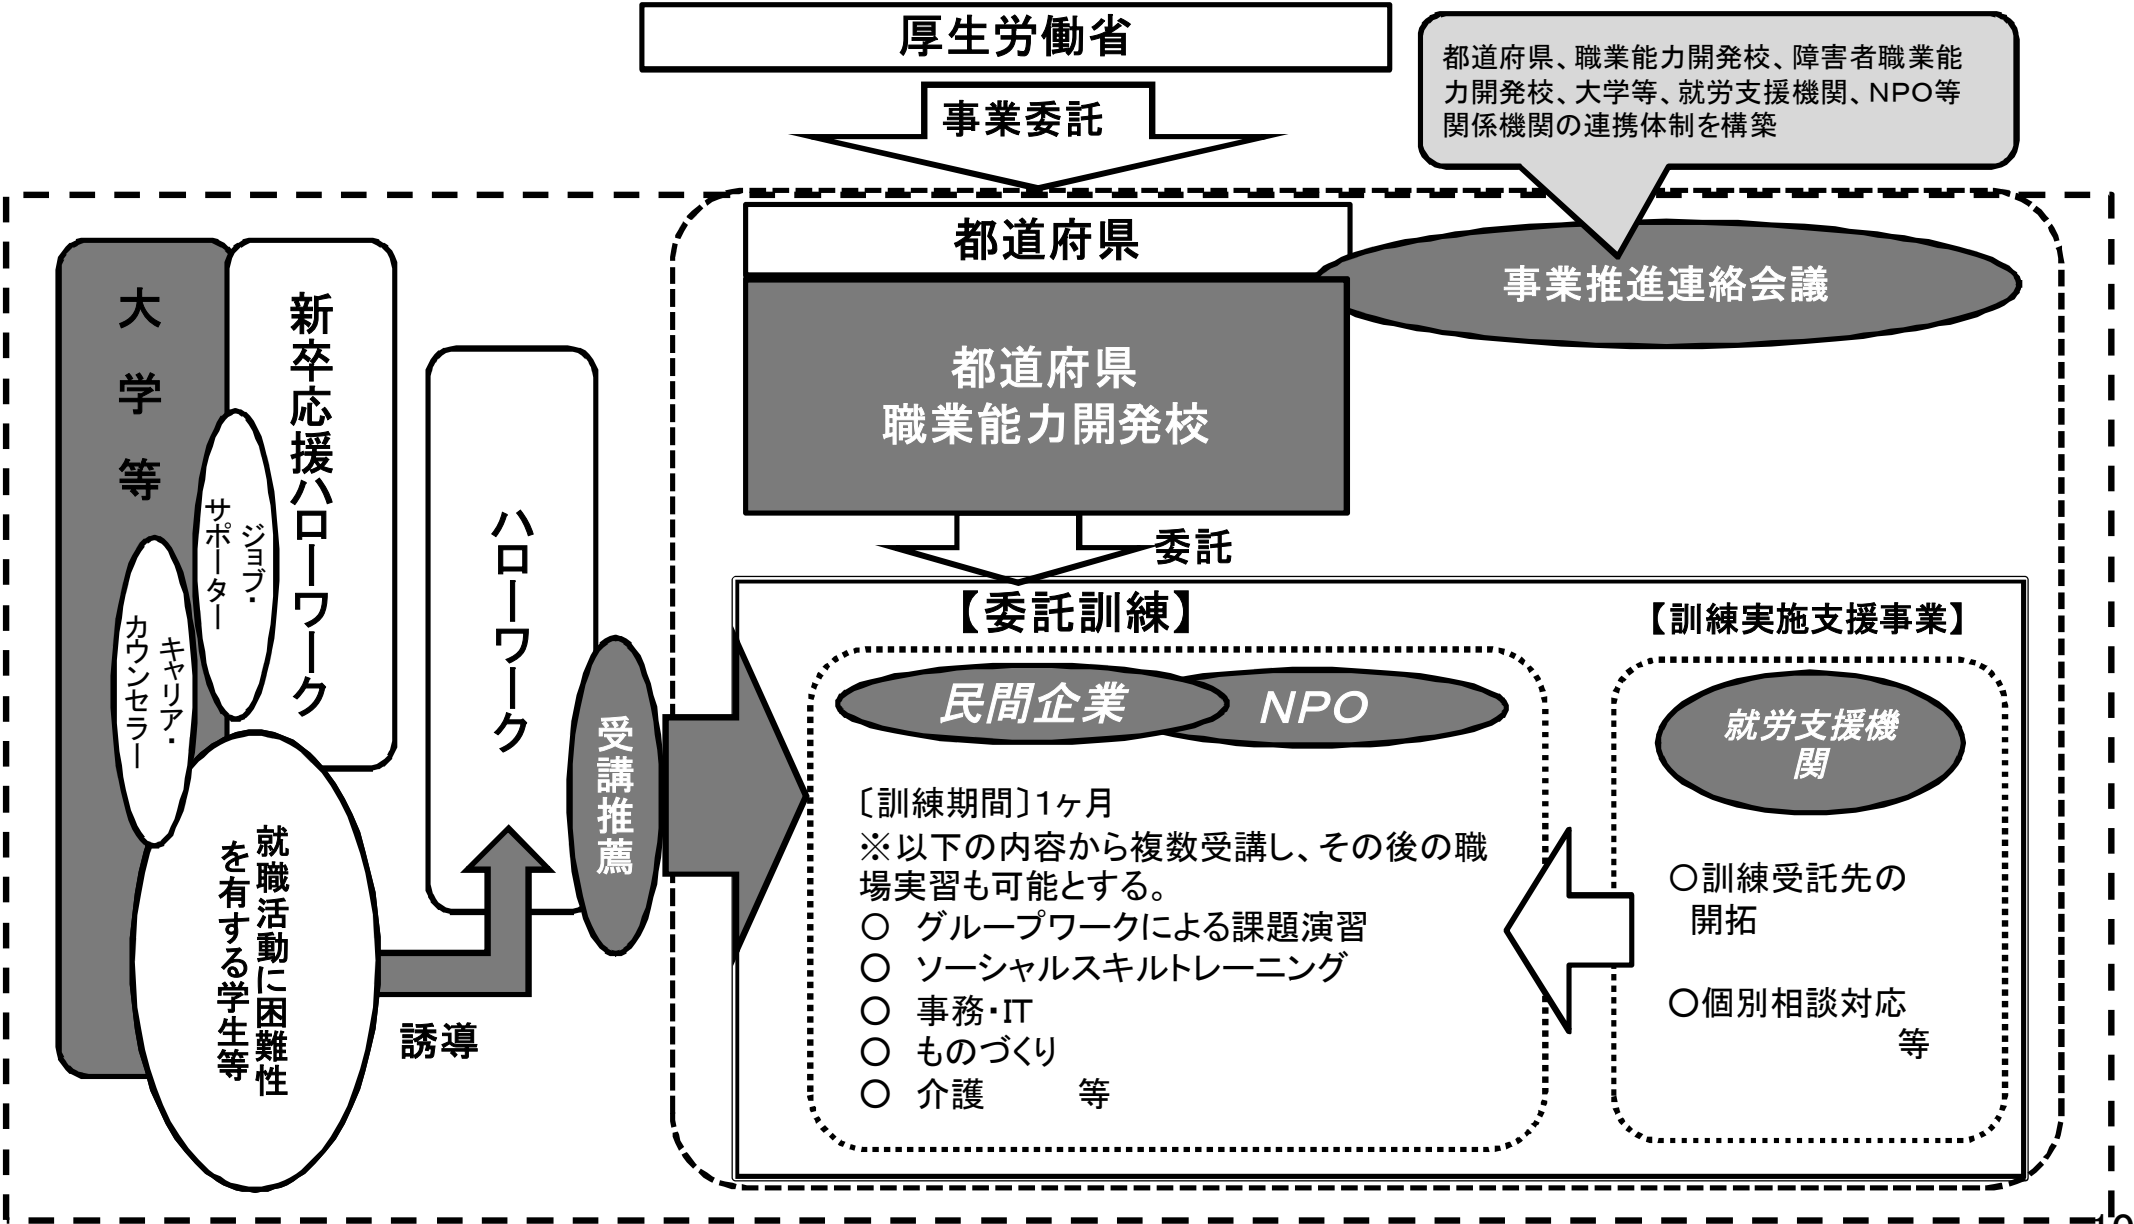 厚生労働省
事業委託
都道府県、職業能力開発校、障害者職業能
力開発校、大学等、就労支援機関、NPO等
関係機関の連携体制を構築
都道府県
事業推進連絡会議
都道府県
職業能力開発校
委託
大学等
新卒応援ハローワーク
ジョブ・
サポーター
キャリア・
カウンセラー
就職活動に困難性
を有する学生等
誘導
ハローワーク
受講推薦
【委託訓練】
民間企業
NPO
〔訓練期間〕1ヶ月
※以下の内容から複数受講し、その後の職
場実習も可能とする。
○ グループワークによる課題演習
○ ソーシャルスキルトレーニング
○ 事務・IT
○ ものづくり
○ 介護 等
【訓練実施支援事業】
就労支援機
関
○訓練受託先の
開拓
○個別相談対応
等